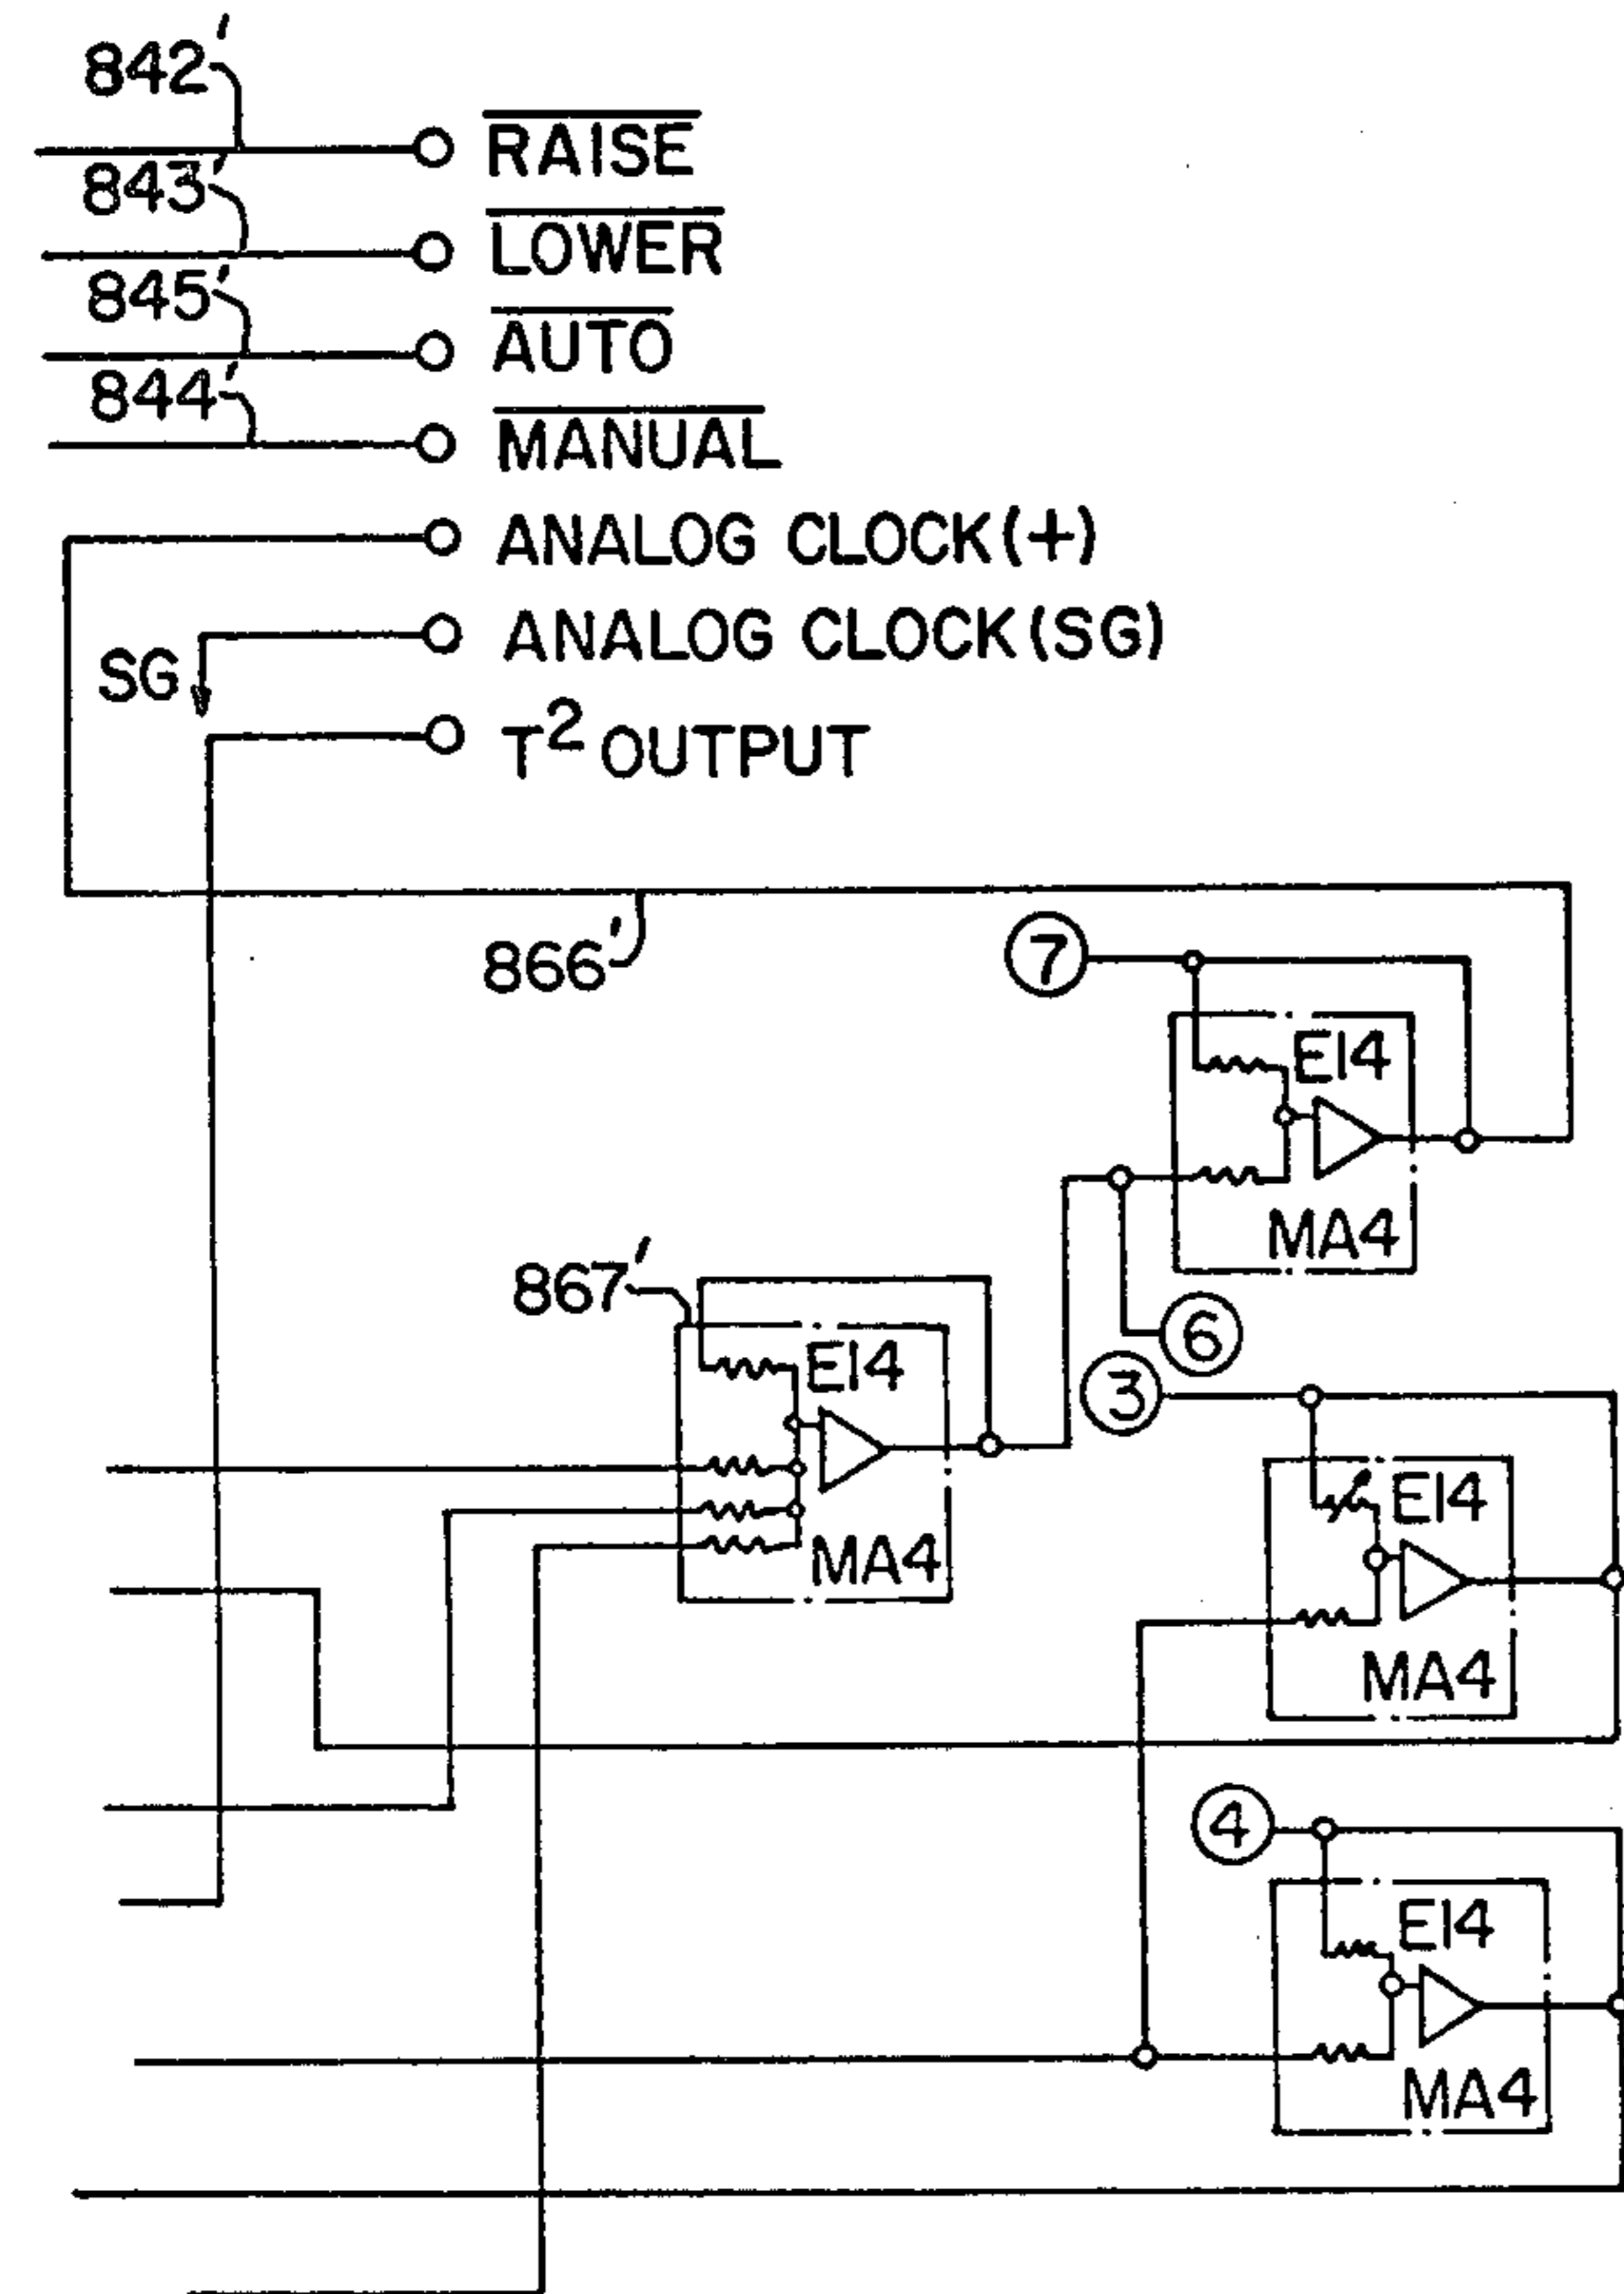 842'
RAISE
843'
LOWER
845'
AUTO
844'
MANUAL
ANALOG CLOCK(+)
ANALOG CLOCK(SG)
SG
T² OUTPUT
866'
7
E14
MA4
867'
6
E14
3
E14
MA4
MA4
4
E14
MA4